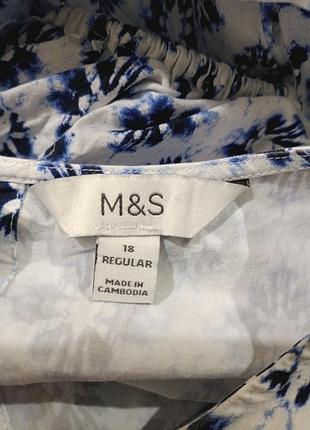 M&S
18
REGULAR
MADE IN
CAMBODIA